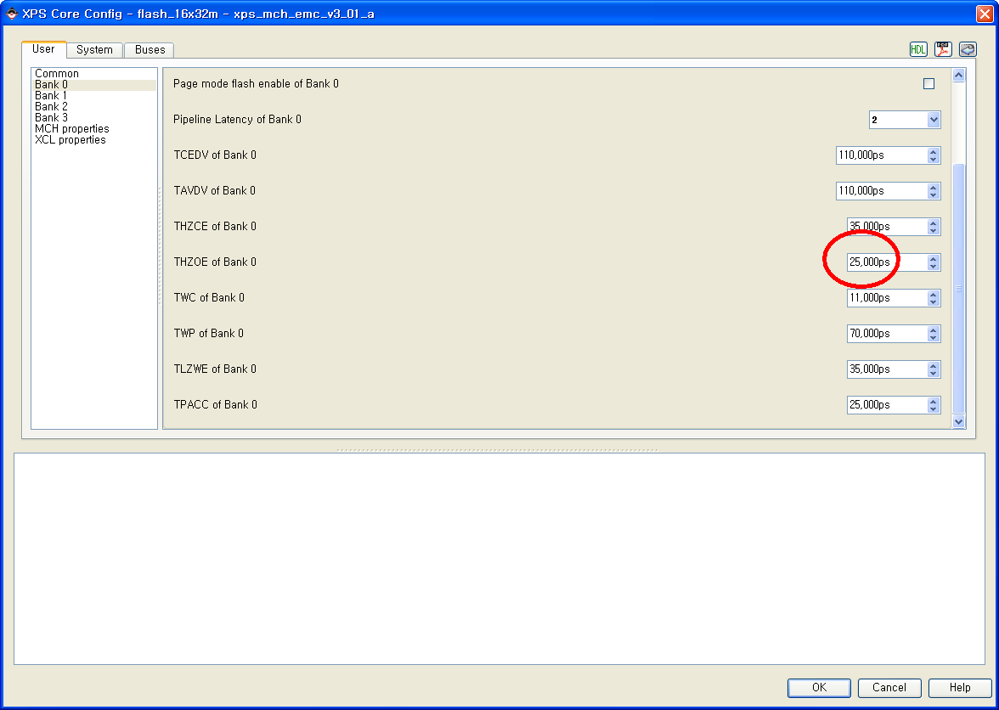 XPS Core Config - flash_16x32m - xps_mch_emc_v3_01_a
User System Buses
HDL PDF
Common
Bank 0
Bank 1
Bank 2
Bank 3
MCH properties
XCL properties
Page mode flash enable of Bank 0
Pipeline Latency of Bank 0 2
TCEDV of Bank 0 110,000ps
TAVDV of Bank 0 110,000ps
THZCE of Bank 0 35,000ps
THZOE of Bank 0 25,000ps
TWC of Bank 0 11,000ps
TWP of Bank 0 70,000ps
TLZWE of Bank 0 35,000ps
TPACC of Bank 0 25,000ps
OK Cancel Help